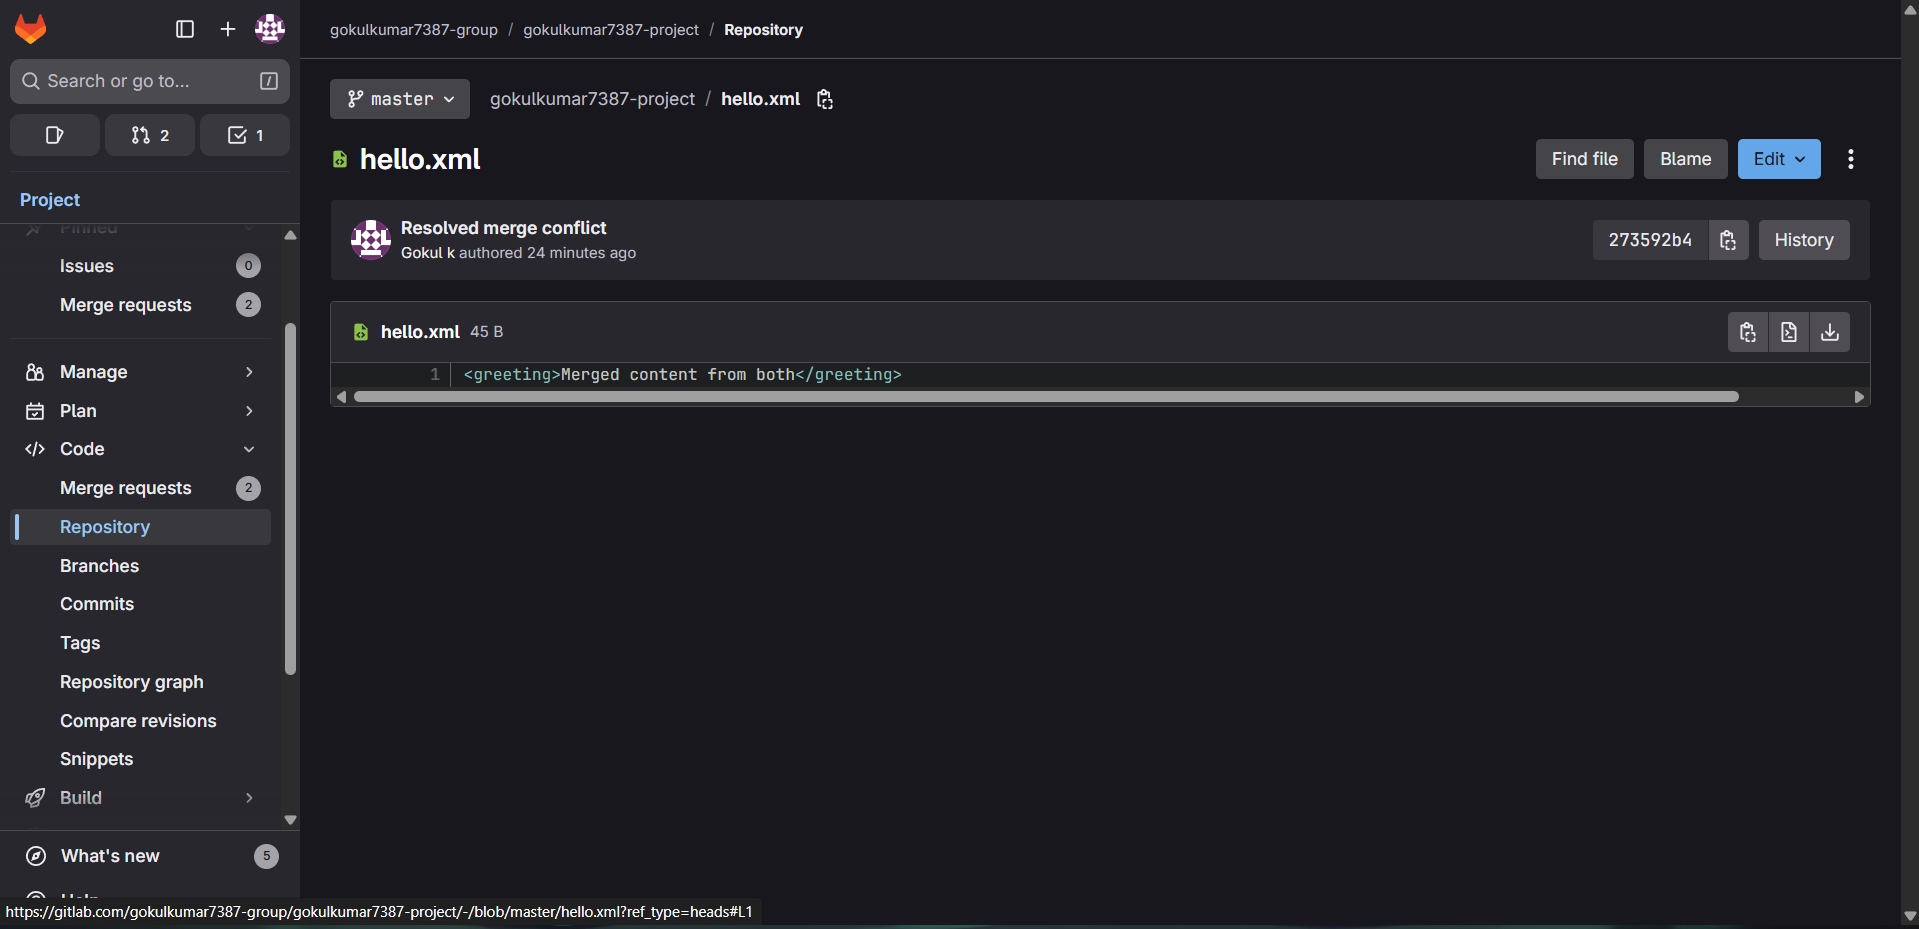 gokulkumar7387-group / gokulkumar7387-project / Repository
Search or go to... /
2
1
Project
Pinned
Issues 0
Merge requests 2
Manage
Plan
Code
Merge requests 2
Repository
Branches
Commits
Tags
Repository graph
Compare revisions
Snippets
Build
What's new 5
Help
master
gokulkumar7387-project / hello.xml
hello.xml
Find file
Blame
Edit
Resolved merge conflict
Gokul k authored 24 minutes ago
273592b4
History
hello.xml 45 B
1 <greeting>Merged content from both</greeting>
https://gitlab.com/gokulkumar7387-group/gokulkumar7387-project/-/blob/master/hello.xml?ref_type=heads#L1